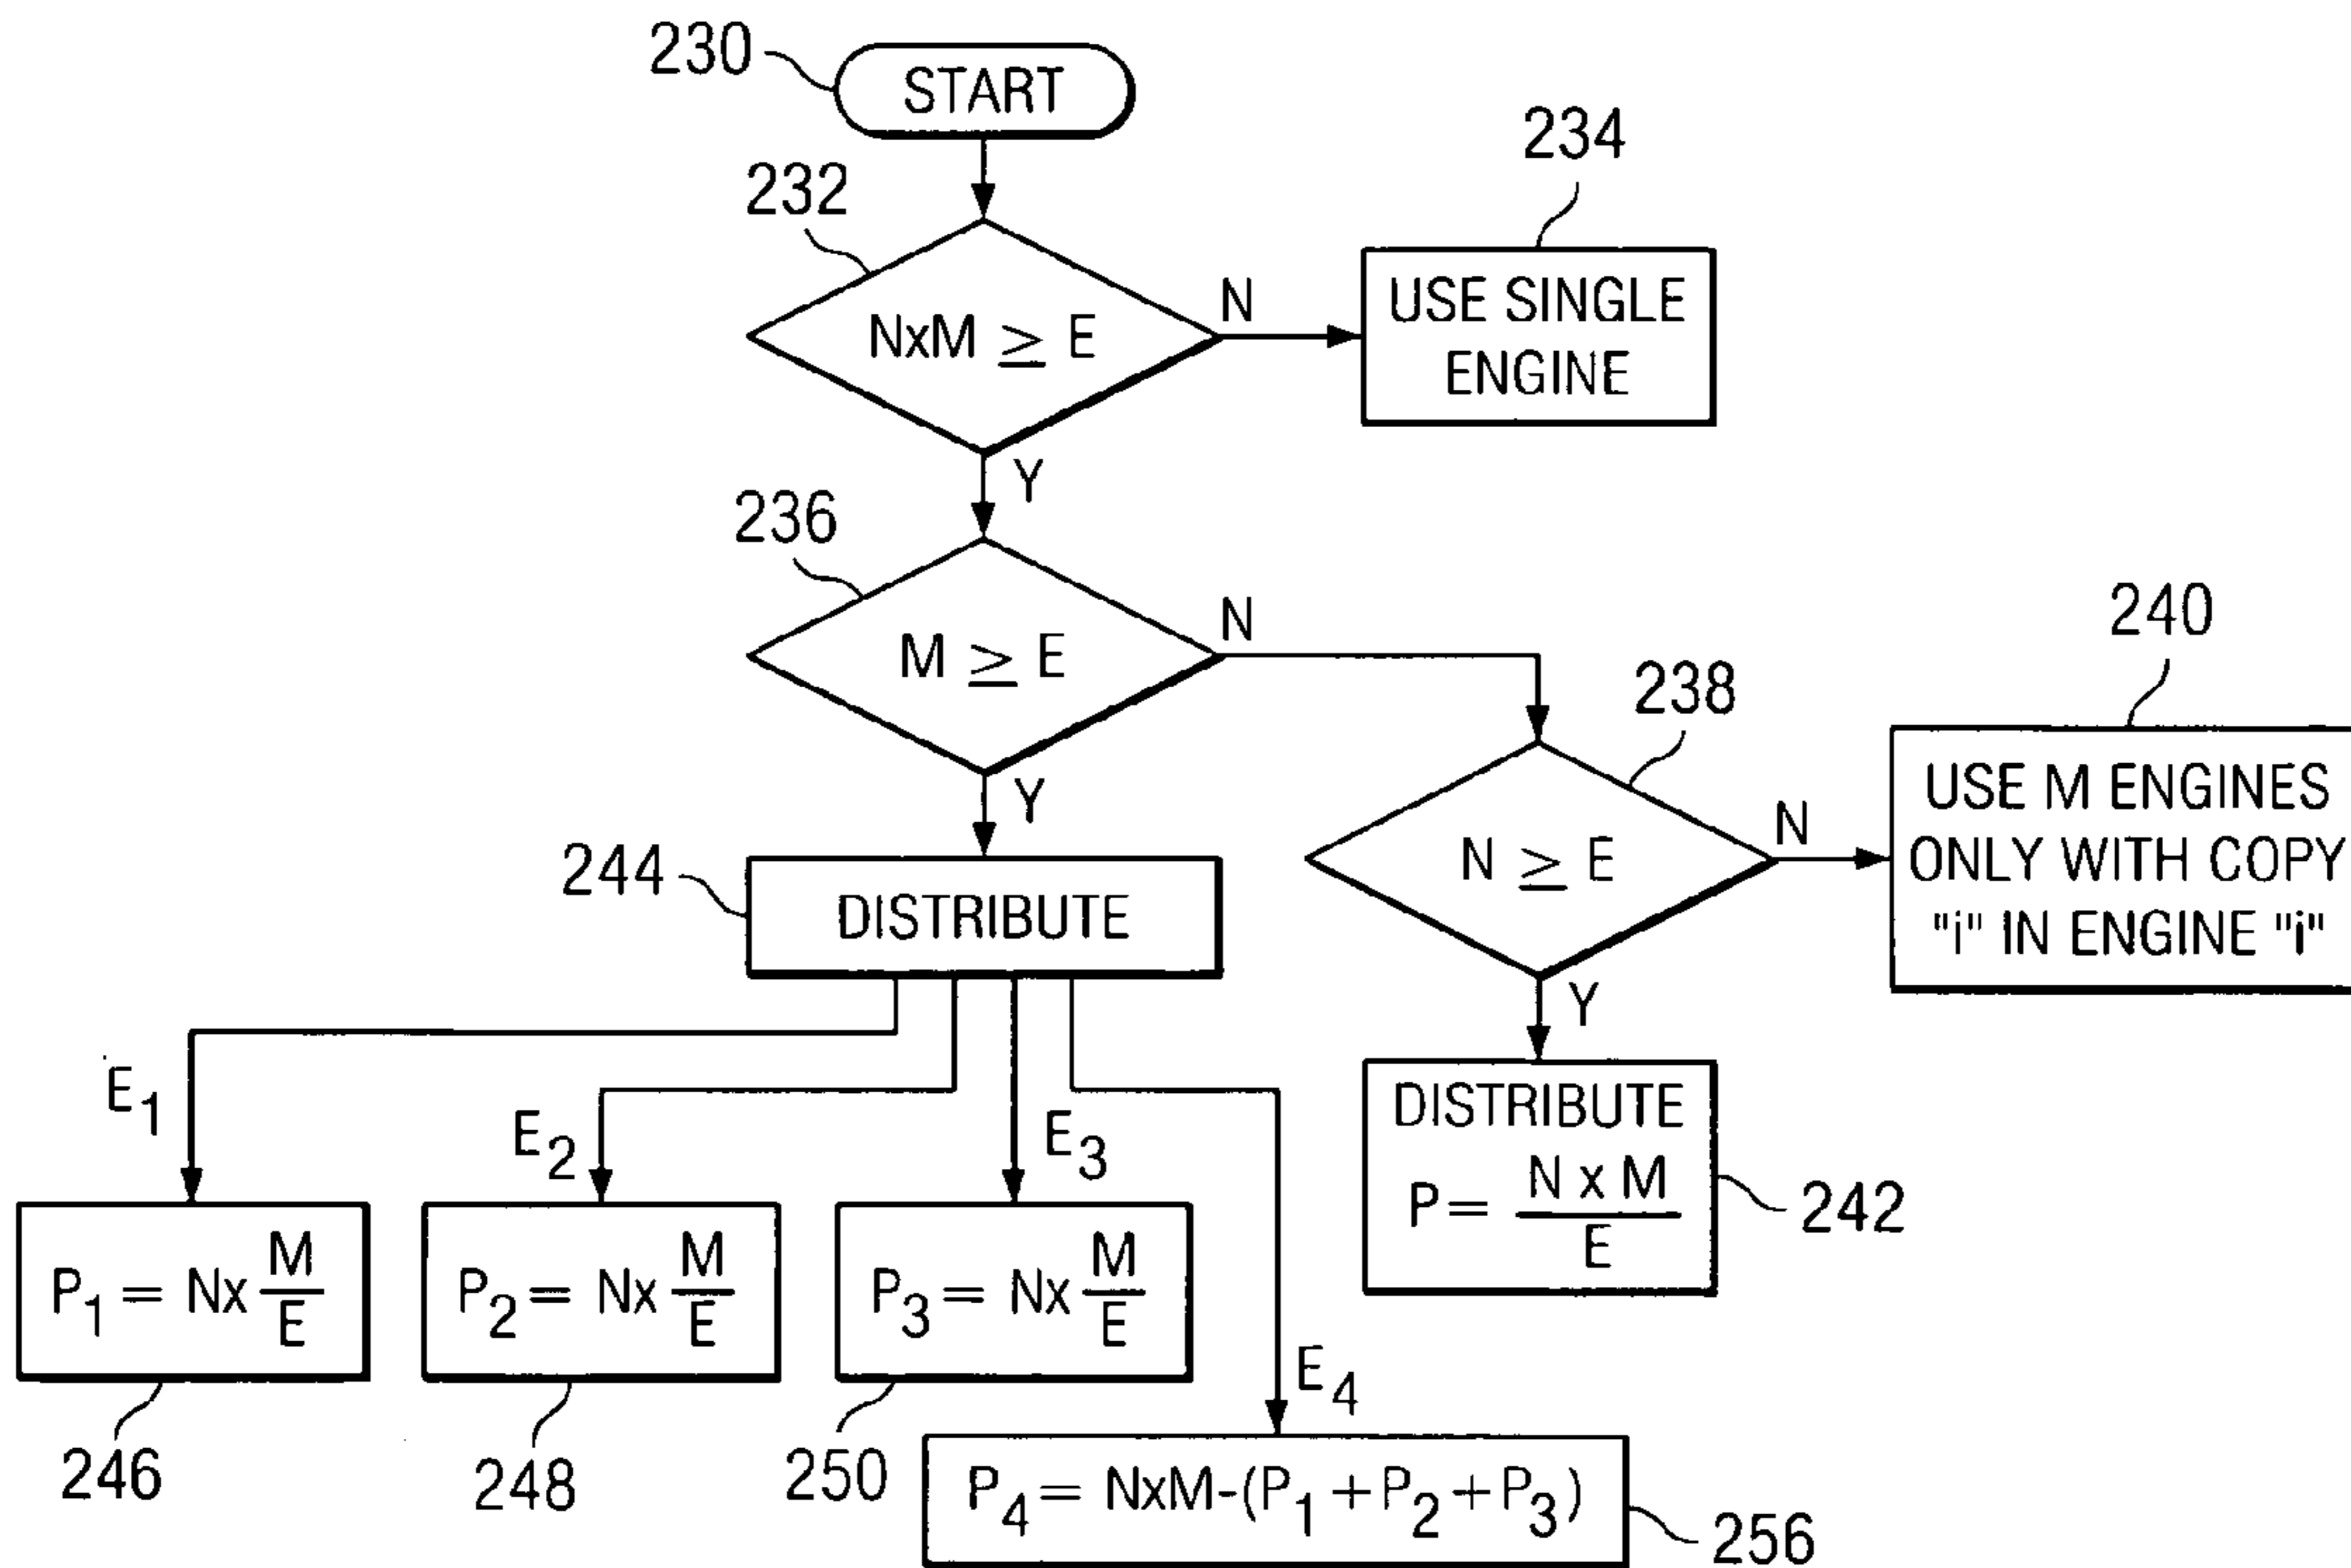 230
START
232
234
NxM ≥ E
N
USE SINGLE
ENGINE
Y
236
M ≥ E
N
238
240
Y
N ≥ E
N
USE M ENGINES
ONLY WITH COPY
"i" IN ENGINE "i"
244
DISTRIBUTE
Y
E1
E2
E3
DISTRIBUTE
P= N x M / E
242
P1 = Nx M/E
P2 = Nx M/E
P3 = Nx M/E
E4
246
248
250
P4 = NxM-(P1 + P2 + P3)
256